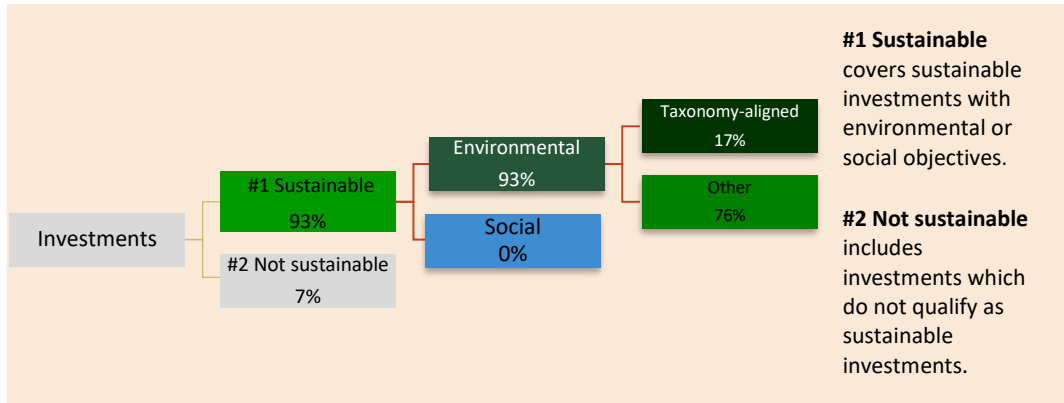 Investments
#1 Sustainable
93%
#2 Not sustainable
7%
Environmental
93%
Social
0%
Taxonomy-aligned
17%
Other
76%
#1 Sustainable
covers sustainable
investments with
environmental or
social objectives.
#2 Not sustainable
includes
investments which
do not qualify as
sustainable
investments.